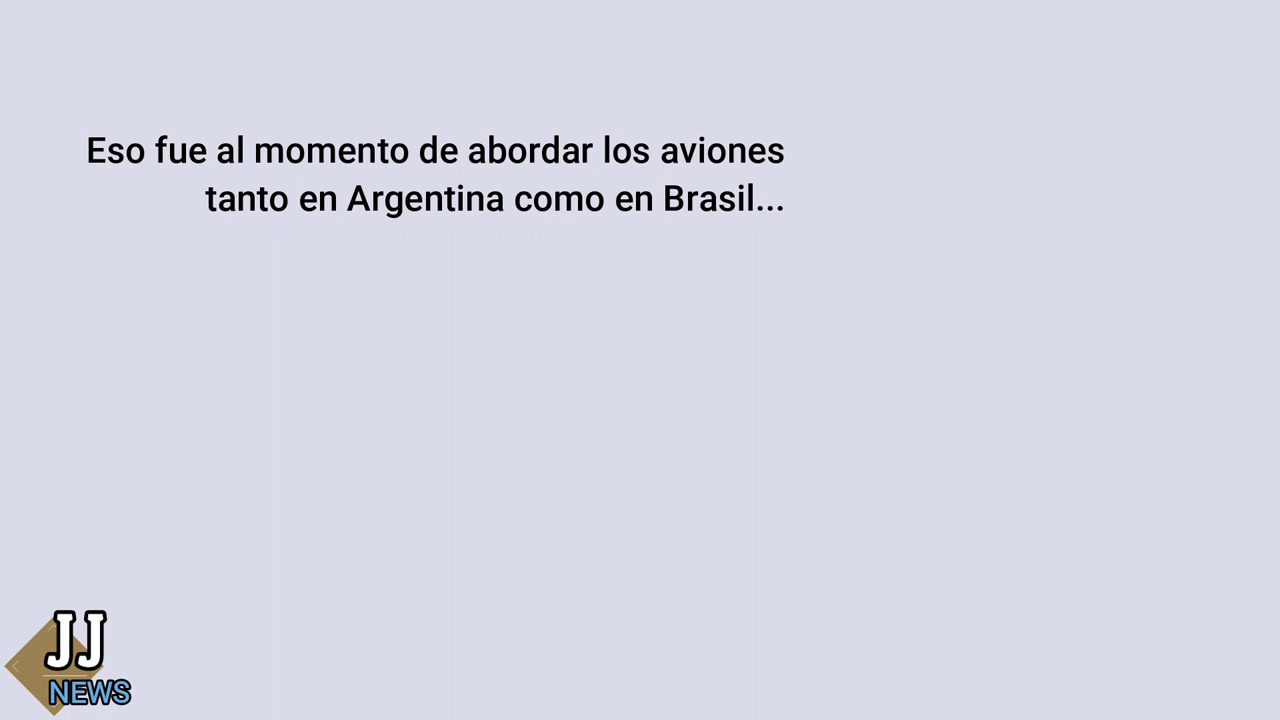 Eso fue al momento de abordar los aviones
tanto en Argentina como en Brasil...
JJ
NEWS